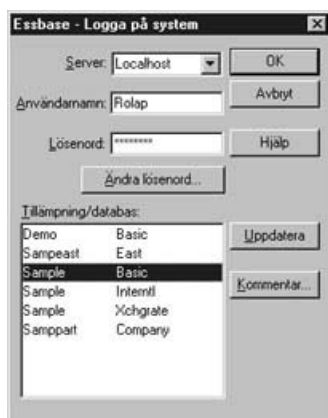 Essbase - Logga på system
Server: Localhost
OK
Användarnamn: Rolap
Avbryt
Lösenord: ********
Hjälp
Ändra lösenord...
Tillämpning/databas:
Demo Basic
Uppdatera
Sampeast East
Sample Basic
Sample Interntl
Kommentar...
Sample Xchgrate
Samppart Company